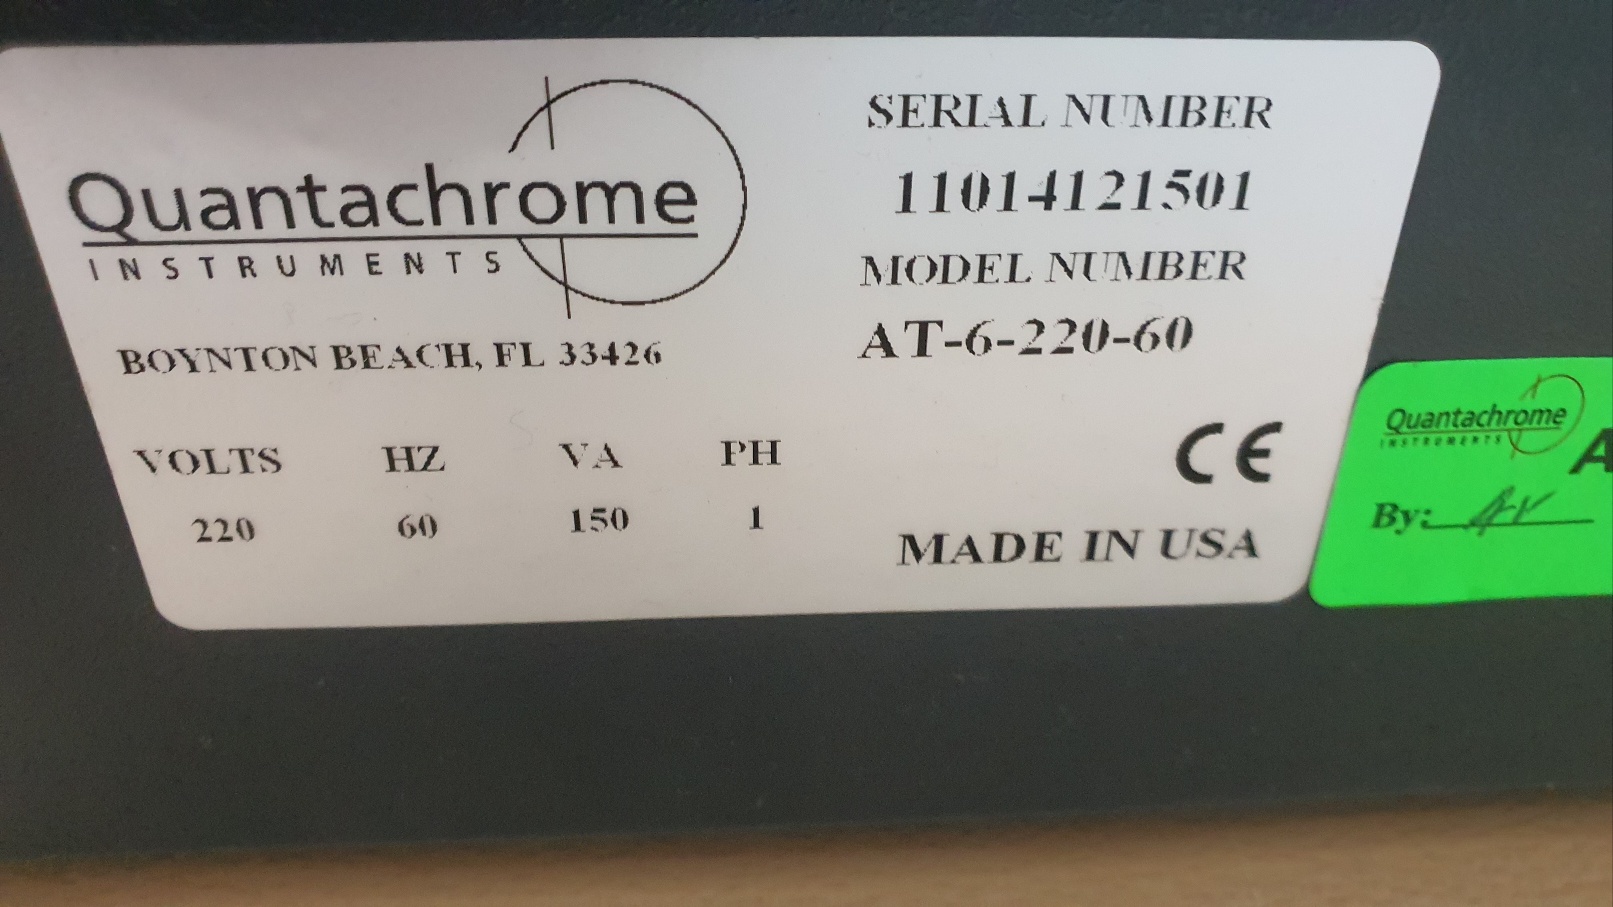 Quantachrome
INSTRUMENTS
BOYNTON BEACH, FL 33426
VOLTS HZ VA PH
220 60 150 1
SERIAL NUMBER
11014121501
MODEL NUMBER
AT-6-220-60
CE
MADE IN USA
Quantachrome
INSTRUMENTS
A
By: